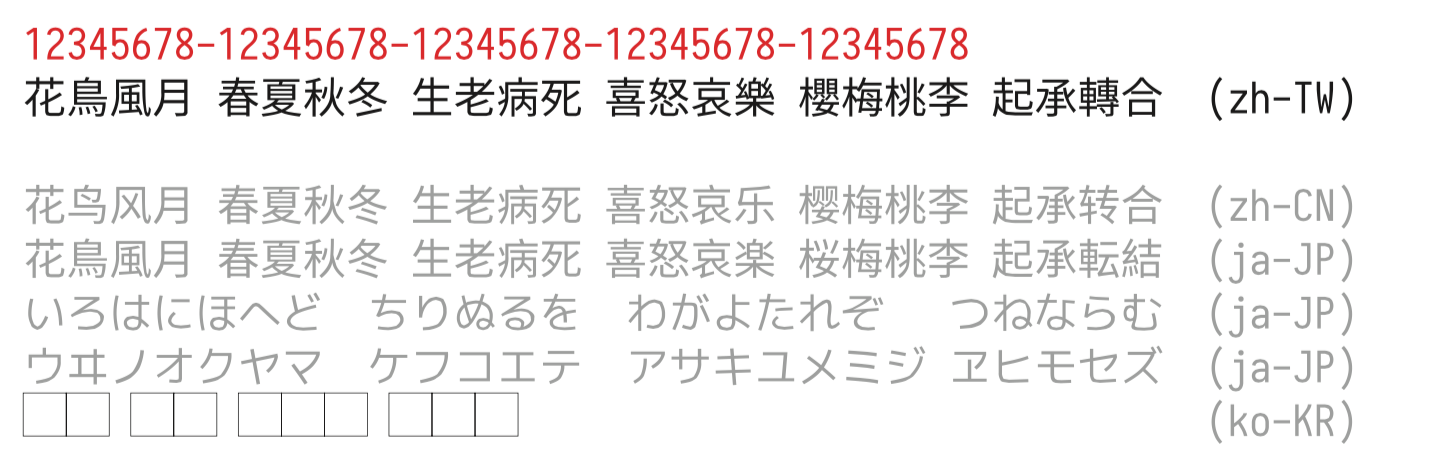 12345678-12345678-12345678-12345678-12345678
花鳥風月 春夏秋冬 生老病死 喜怒哀樂 櫻梅桃李 起承轉合 (zh-TW)
花鸟风月 春夏秋冬 生老病死 喜怒哀乐 樱梅桃李 起承转合 (zh-CN)
花鳥風月 春夏秋冬 生老病死 喜怒哀楽 桜梅桃李 起承転結 (ja-JP)
いろはにほへど ちりぬるを わがよたれぞ つねならむ (ja-JP)
ウヰノオクヤマ ケフコエテ アサキユメミジ ヱヒモセズ (ja-JP)
(ko-KR)